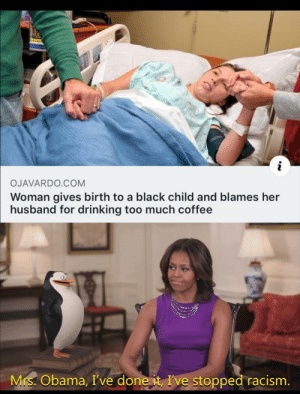 i
OJAVARDO.COM
Woman gives birth to a black child and blames her
husband for drinking too much coffee
Mrs. Obama, I've done it, I've stopped racism.